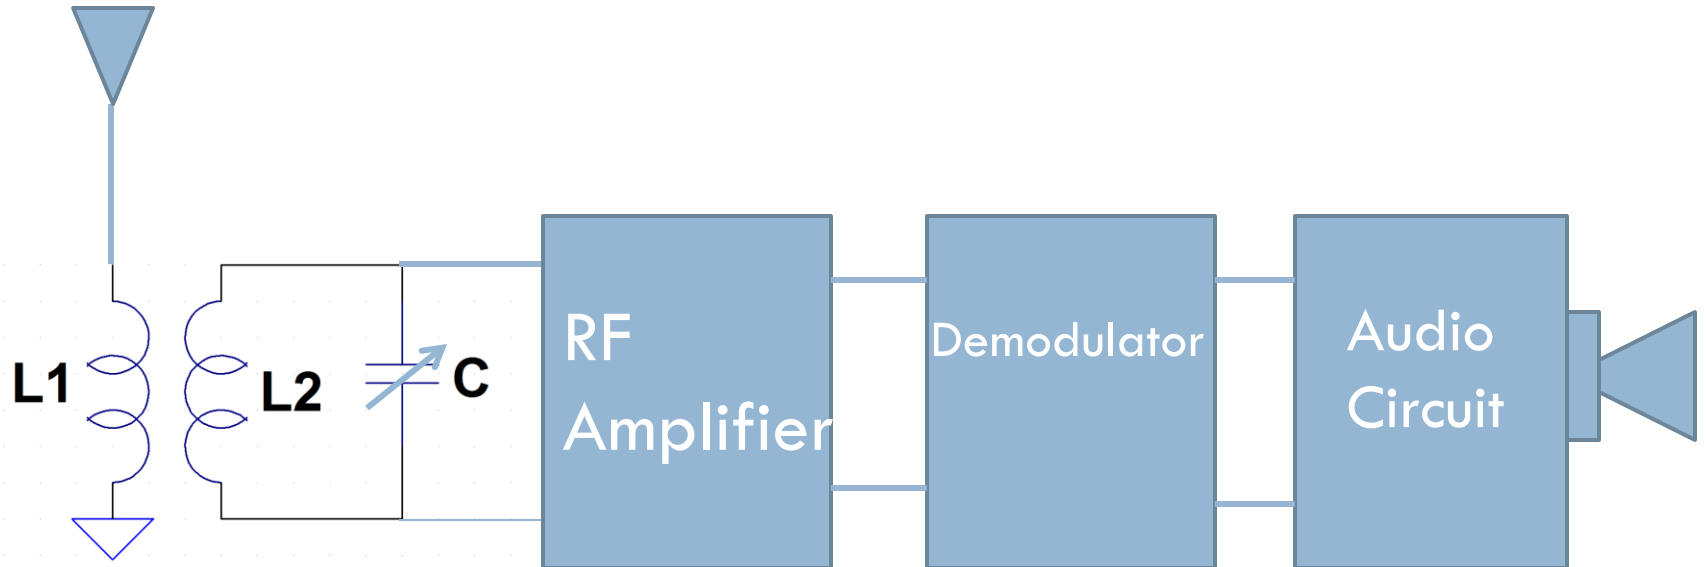 L1
L2
C
RF
Amplifier
Demodulator
Audio
Circuit